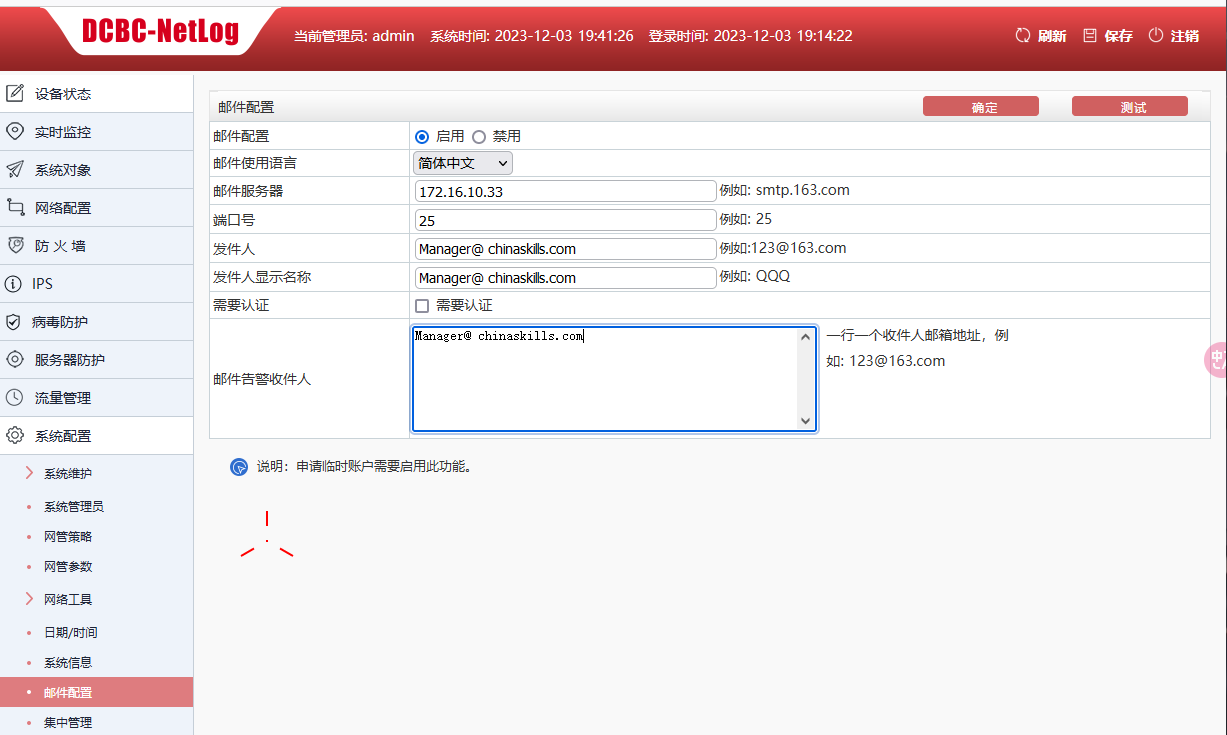 DCBC-NetLog
当前管理员: admin 系统时间: 2023-12-03 19:41:26 登录时间: 2023-12-03 19:14:22
刷新 保存 注销
设备状态
实时监控
系统对象
网络配置
防 火 墙
IPS
病毒防护
服务器防护
流量管理
系统配置
系统维护
系统管理员
网管策略
网管参数
网络工具
日期/时间
系统信息
邮件配置
集中管理
邮件配置 确定 测试
邮件配置 启用 禁用
邮件使用语言 简体中文
邮件服务器 172.16.10.33 例如: smtp.163.com
端口号 25 例如: 25
发件人 Manager@ chinaskills.com 例如:123@163.com
发件人显示名称 Manager@ chinaskills.com 例如: QQQ
需要认证 需要认证
邮件告警收件人 Manager@ chinaskills.com 一行一个收件人邮箱地址，例
如: 123@163.com
说明：申请临时账户需要启用此功能。